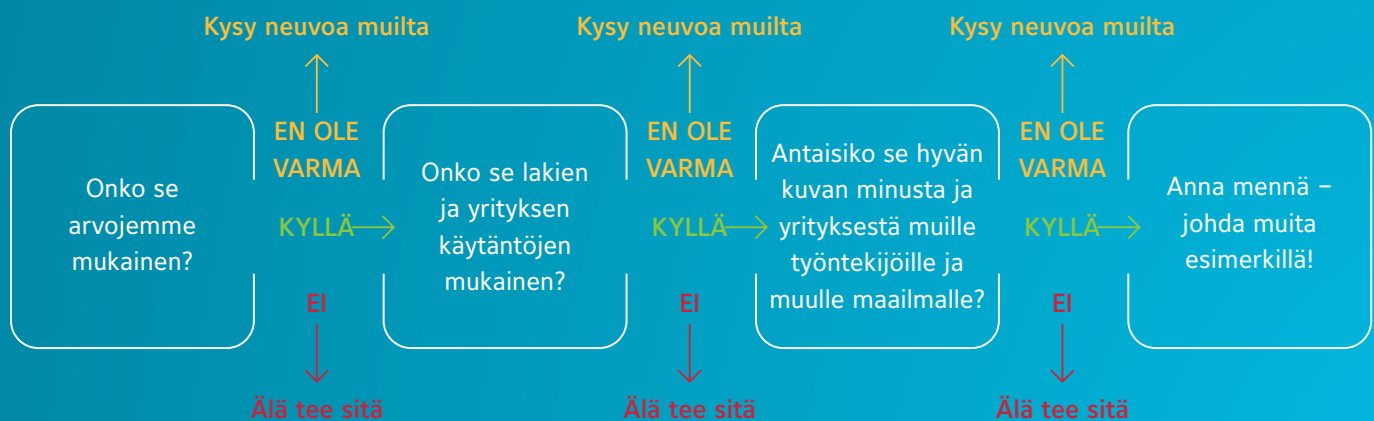 Kysy neuvoa muilta
Kysy neuvoa muilta
Kysy neuvoa muilta
Onko se
arvojemme
mukainen?
EN OLE
VARMA
KYLLÄ
EI
Älä tee sitä
Onko se lakien
ja yrityksen
käytäntöjen
mukainen?
EN OLE
VARMA
KYLLÄ
EI
Älä tee sitä
Antaisiko se hyvän
kuvan minusta ja
yrityksestä muille
työntekijöille ja
muulle maailmalle?
EN OLE
VARMA
KYLLÄ
EI
Älä tee sitä
Anna mennä –
johda muita
esimerkillä!